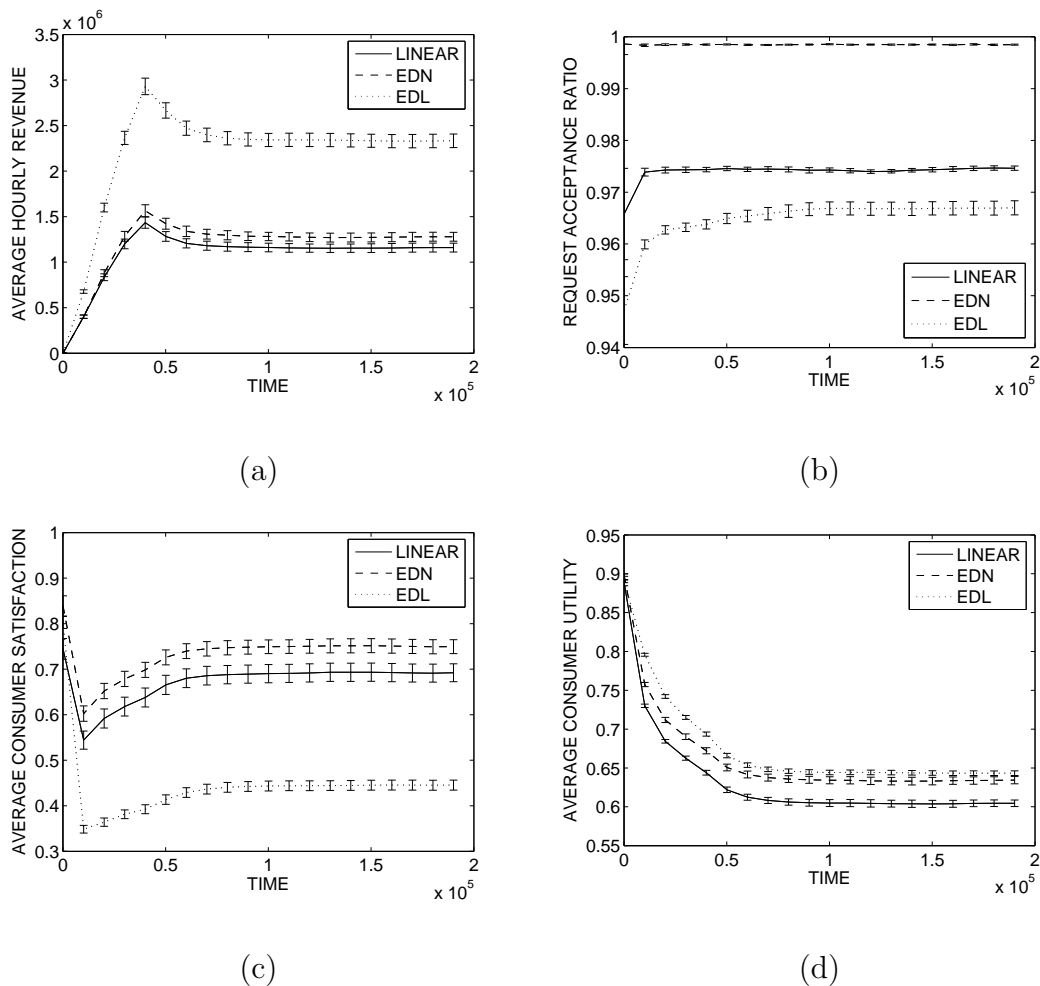 x 10^6
3.5
3
2.5
2
1.5
1
0.5
0
0 0.5 1 1.5 2
x 10^5
TIME
AVERAGE HOURLY REVENUE
LINEAR
EDN
EDL
(a)
1
0.99
0.98
0.97
0.96
0.95
0.94
0 0.5 1 1.5 2
x 10^5
TIME
REQUEST ACCEPTANCE RATIO
LINEAR
EDN
EDL
(b)
1
0.9
0.8
0.7
0.6
0.5
0.4
0.3
0 0.5 1 1.5 2
x 10^5
TIME
AVERAGE CONSUMER SATISFACTION
LINEAR
EDN
EDL
(c)
0.95
0.9
0.85
0.8
0.75
0.7
0.65
0.6
0.55
0 0.5 1 1.5 2
x 10^5
TIME
AVERAGE CONSUMER UTILITY
LINEAR
EDN
EDL
(d)